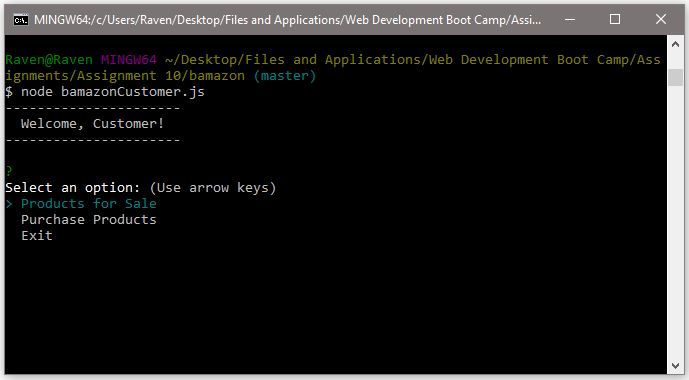 MINGW64:/c/Users/Raven/Desktop/Files and Applications/Web Development Boot Camp/Assi...
Raven@Raven MINGW64 ~/Desktop/Files and Applications/Web Development Boot Camp/Ass
ignments/Assignment 10/bamazon (master)
$ node bamazonCustomer.js
----------------------
  Welcome, Customer!
----------------------
?
Select an option: (Use arrow keys)
> Products for Sale
  Purchase Products
  Exit